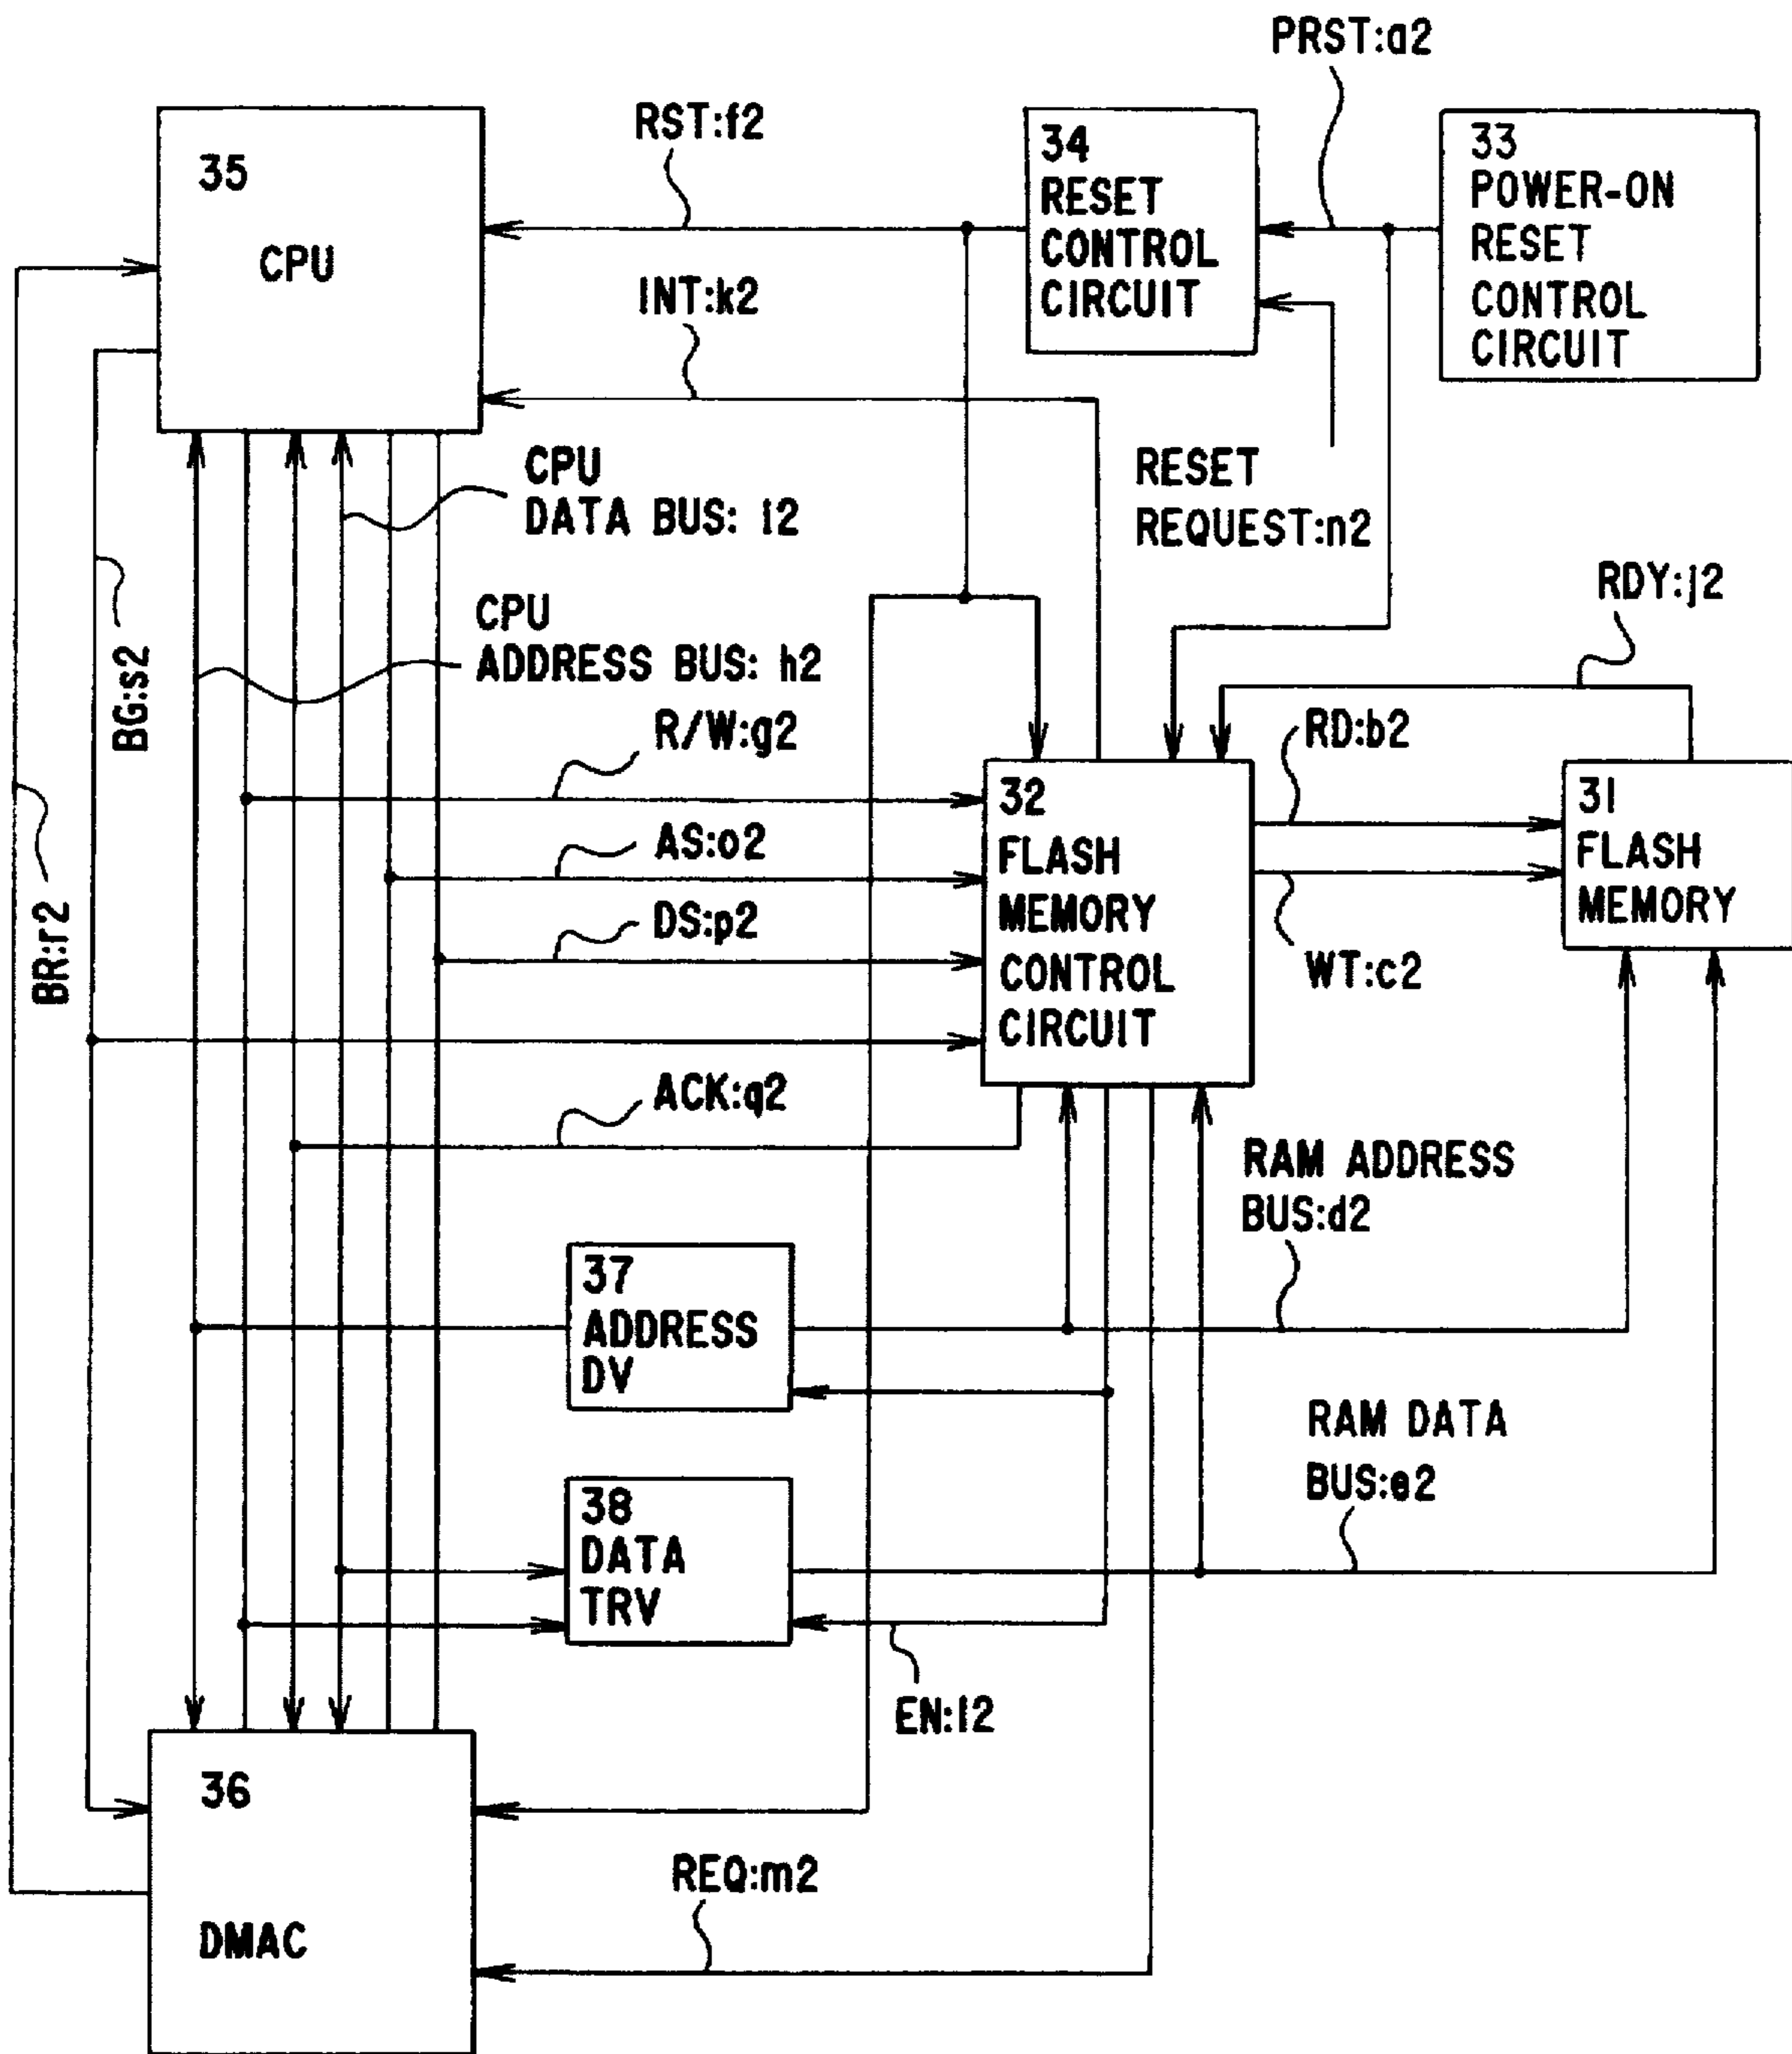 PRST:a2
RST:f2
34
RESET
CONTROL
CIRCUIT
33
POWER-ON
RESET
CONTROL
CIRCUIT
35
CPU
INT:k2
CPU
DATA BUS: l2
RESET
REQUEST:n2
RDY:j2
CPU
ADDRESS BUS: h2
BG:s2
R/W:g2
RD:b2
32
FLASH
MEMORY
CONTROL
CIRCUIT
31
FLASH
MEMORY
AS:o2
BR:r2
DS:p2
WT:c2
ACK:q2
RAM ADDRESS
BUS:d2
37
ADDRESS
DV
RAM DATA
BUS:e2
38
DATA
TRV
EN:l2
36
DMAC
REQ:m2